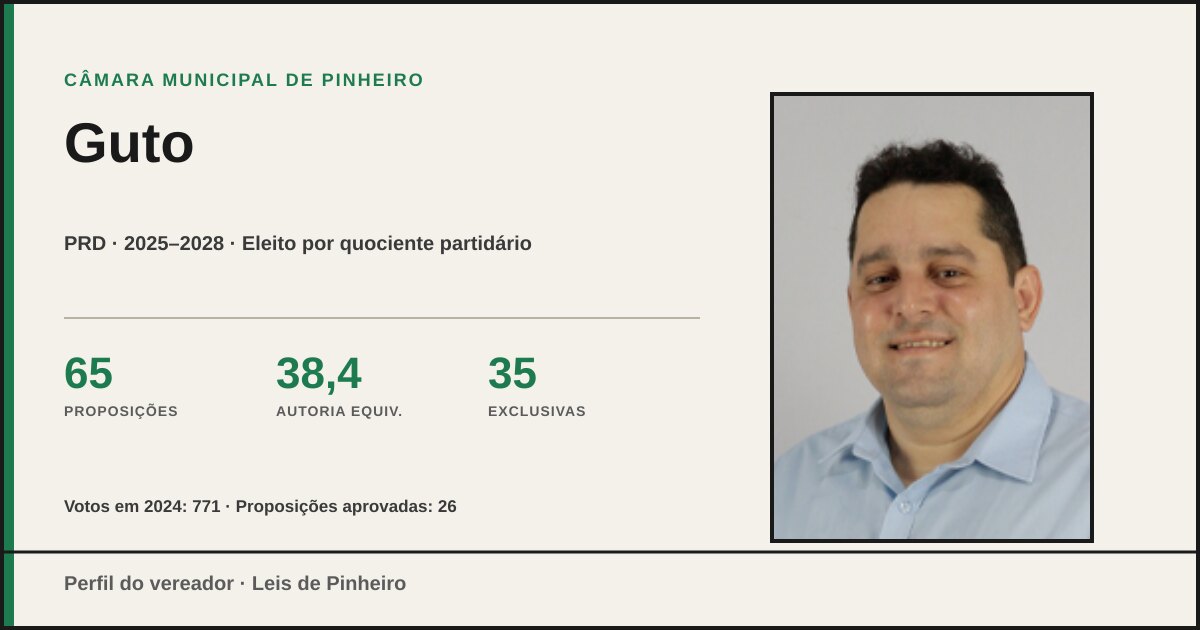 CÂMARA MUNICIPAL DE PINHEIRO
Guto
PRD · 2025–2028 · Eleito por quociente partidário
65
PROPOSIÇÕES
38,4
AUTORIA EQUIV.
35
EXCLUSIVAS
Votos em 2024: 771 · Proposições aprovadas: 26
Perfil do vereador · Leis de Pinheiro